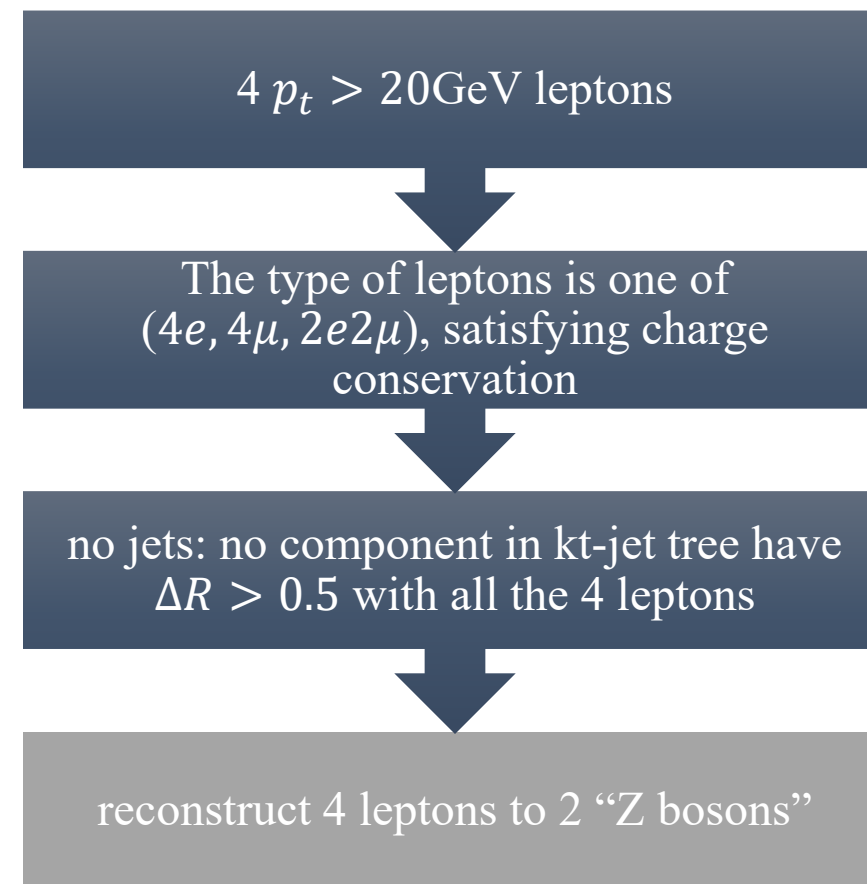 4 𝑝ₜ > 20GeV leptons
The type of leptons is one of
(4𝑒, 4𝜇, 2𝑒2𝜇), satisfying charge
conservation
no jets: no component in kt-jet tree have
Δ𝑅 > 0.5 with all the 4 leptons
reconstruct 4 leptons to 2 “Z bosons”